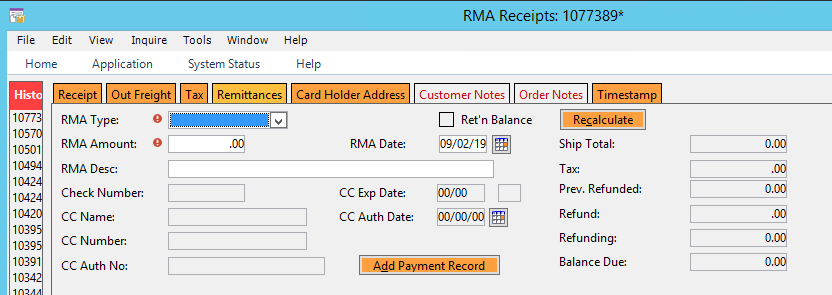 RMA Receipts: 1077389*
File Edit View Inquire Tools Window Help
Home Application System Status Help
Histo Receipt Out Freight Tax Remittances Card Holder Address Customer Notes Order Notes Timestamp
10773
10570
10501
10494
10424
10424
10420
10395
10395
10391
10342
10344
RMA Type: Ret'n Balance Recalculate
RMA Amount: .00 RMA Date: 09/02/19 Ship Total: 0.00
RMA Desc: Tax: .00
Check Number: CC Exp Date: 00/00 Prev. Refunded: 0.00
CC Name: CC Auth Date: 00/00/00 Refund: .00
CC Number: Refunding: 0.00
CC Auth No: Add Payment Record Balance Due: 0.00